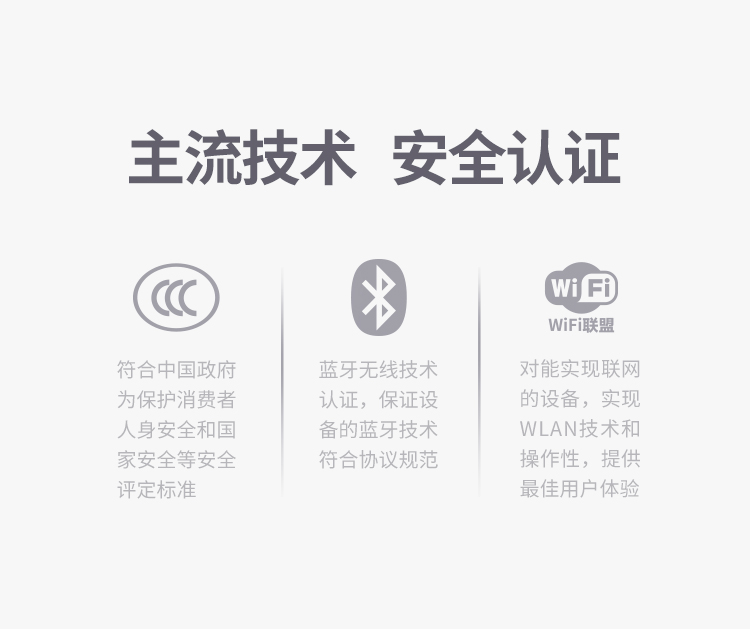 主流技术 安全认证
CCC
符合中国政府
为保护消费者
人身安全和国
家安全等安全
评定标准
蓝牙无线技术
认证，保证设
备的蓝牙技术
符合协议规范
WiFi
WiFi联盟
对能实现联网
的设备，实现
WLAN技术和
操作性，提供
最佳用户体验